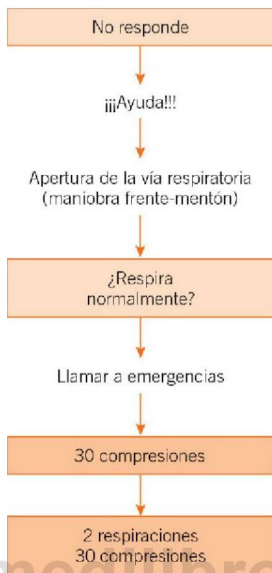 No responde
¡¡¡Ayuda!!!
Apertura de la vía respiratoria
(maniobra frente-mentón)
¿Respira
normalmente?
Llamar a emergencias
30 compresiones
2 respiraciones
30 compresiones